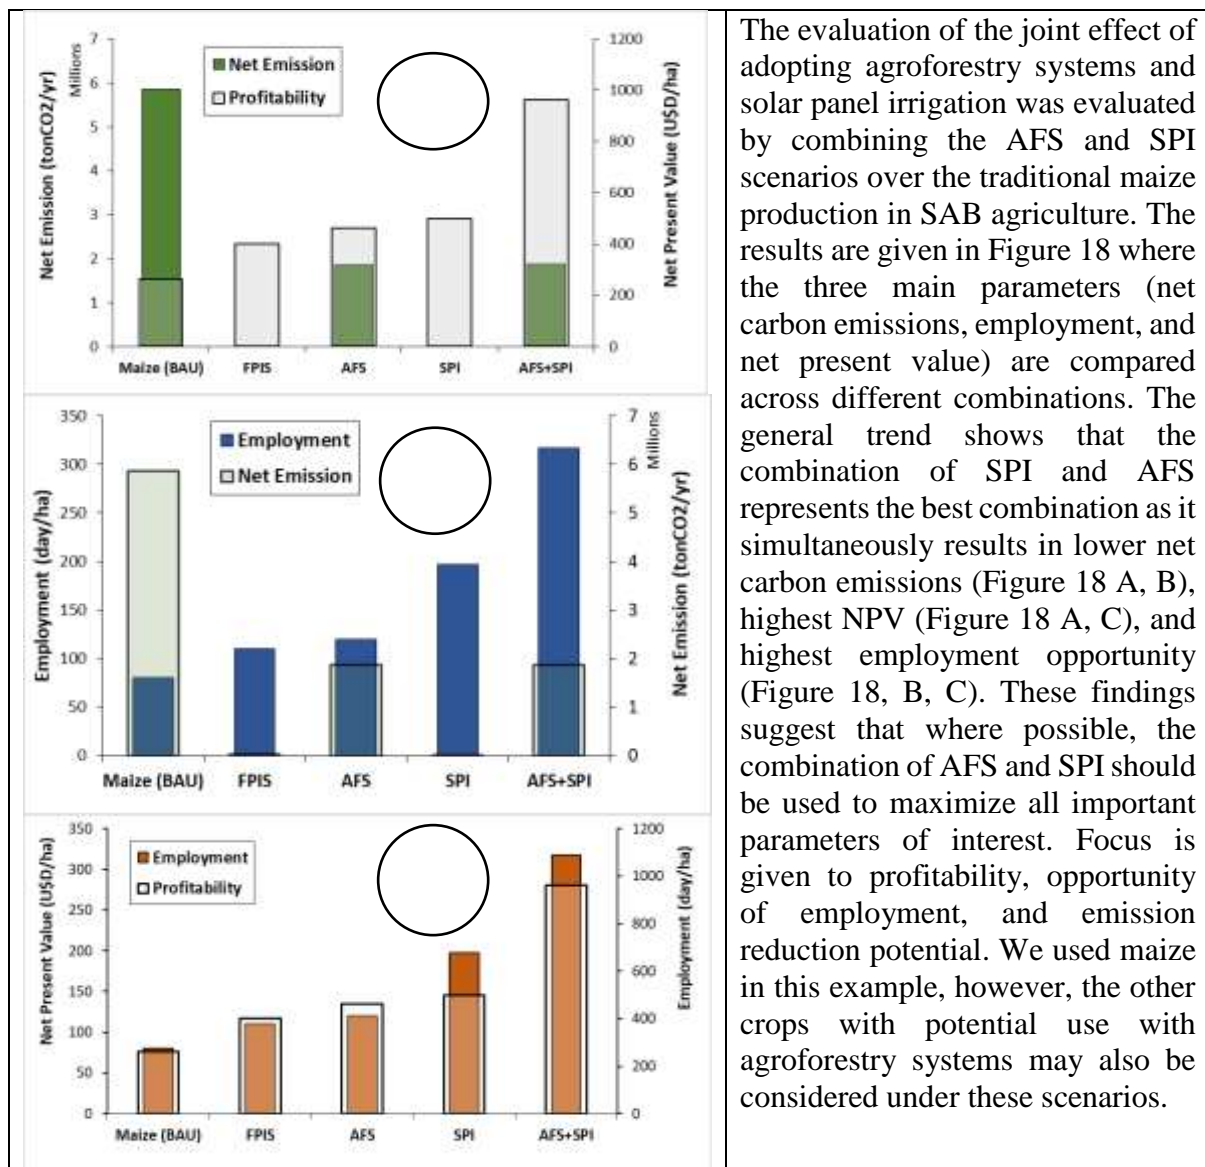 7
6
5
4
3
2
1
0
Millions
Net Emission (tonCO2/yr)
Net Emission
Profitability
1200
1000
800
600
400
200
0
Net Present Value (U$D/ha)
Maize (BAU) FPIS AFS SPI AFS+SPI
350
300
250
200
150
100
50
0
Employment (day/ha)
Employment
Net Emission
7
6
5
4
3
2
1
0
Millions
Net Emission (tonCO2/yr)
Maize (BAU) FPIS AFS SPI AFS+SPI
350
300
250
200
150
100
50
0
Net Present Value (U$D/ha)
Employment
Profitability
1200
1000
800
600
400
200
0
Employment (day/ha)
Maize (BAU) FPIS AFS SPI AFS+SPI
The evaluation of the joint effect of
adopting agroforestry systems and
solar panel irrigation was evaluated
by combining the AFS and SPI
scenarios over the traditional maize
production in SAB agriculture. The
results are given in Figure 18 where
the three main parameters (net
carbon emissions, employment, and
net present value) are compared
across different combinations. The
general trend shows that the
combination of SPI and AFS
represents the best combination as it
simultaneously results in lower net
carbon emissions (Figure 18 A, B),
highest NPV (Figure 18 A, C), and
highest employment opportunity
(Figure 18, B, C). These findings
suggest that where possible, the
combination of AFS and SPI should
be used to maximize all important
parameters of interest. Focus is
given to profitability, opportunity
of employment, and emission
reduction potential. We used maize
in this example, however, the other
crops with potential use with
agroforestry systems may also be
considered under these scenarios.